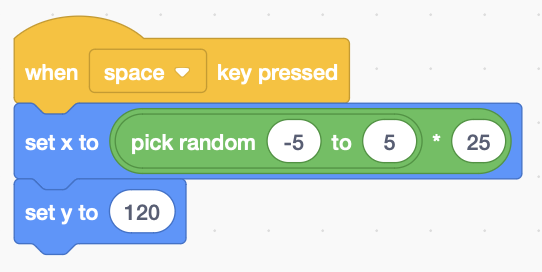 when space key pressed
set x to pick random -5 to 5 * 25
set y to 120